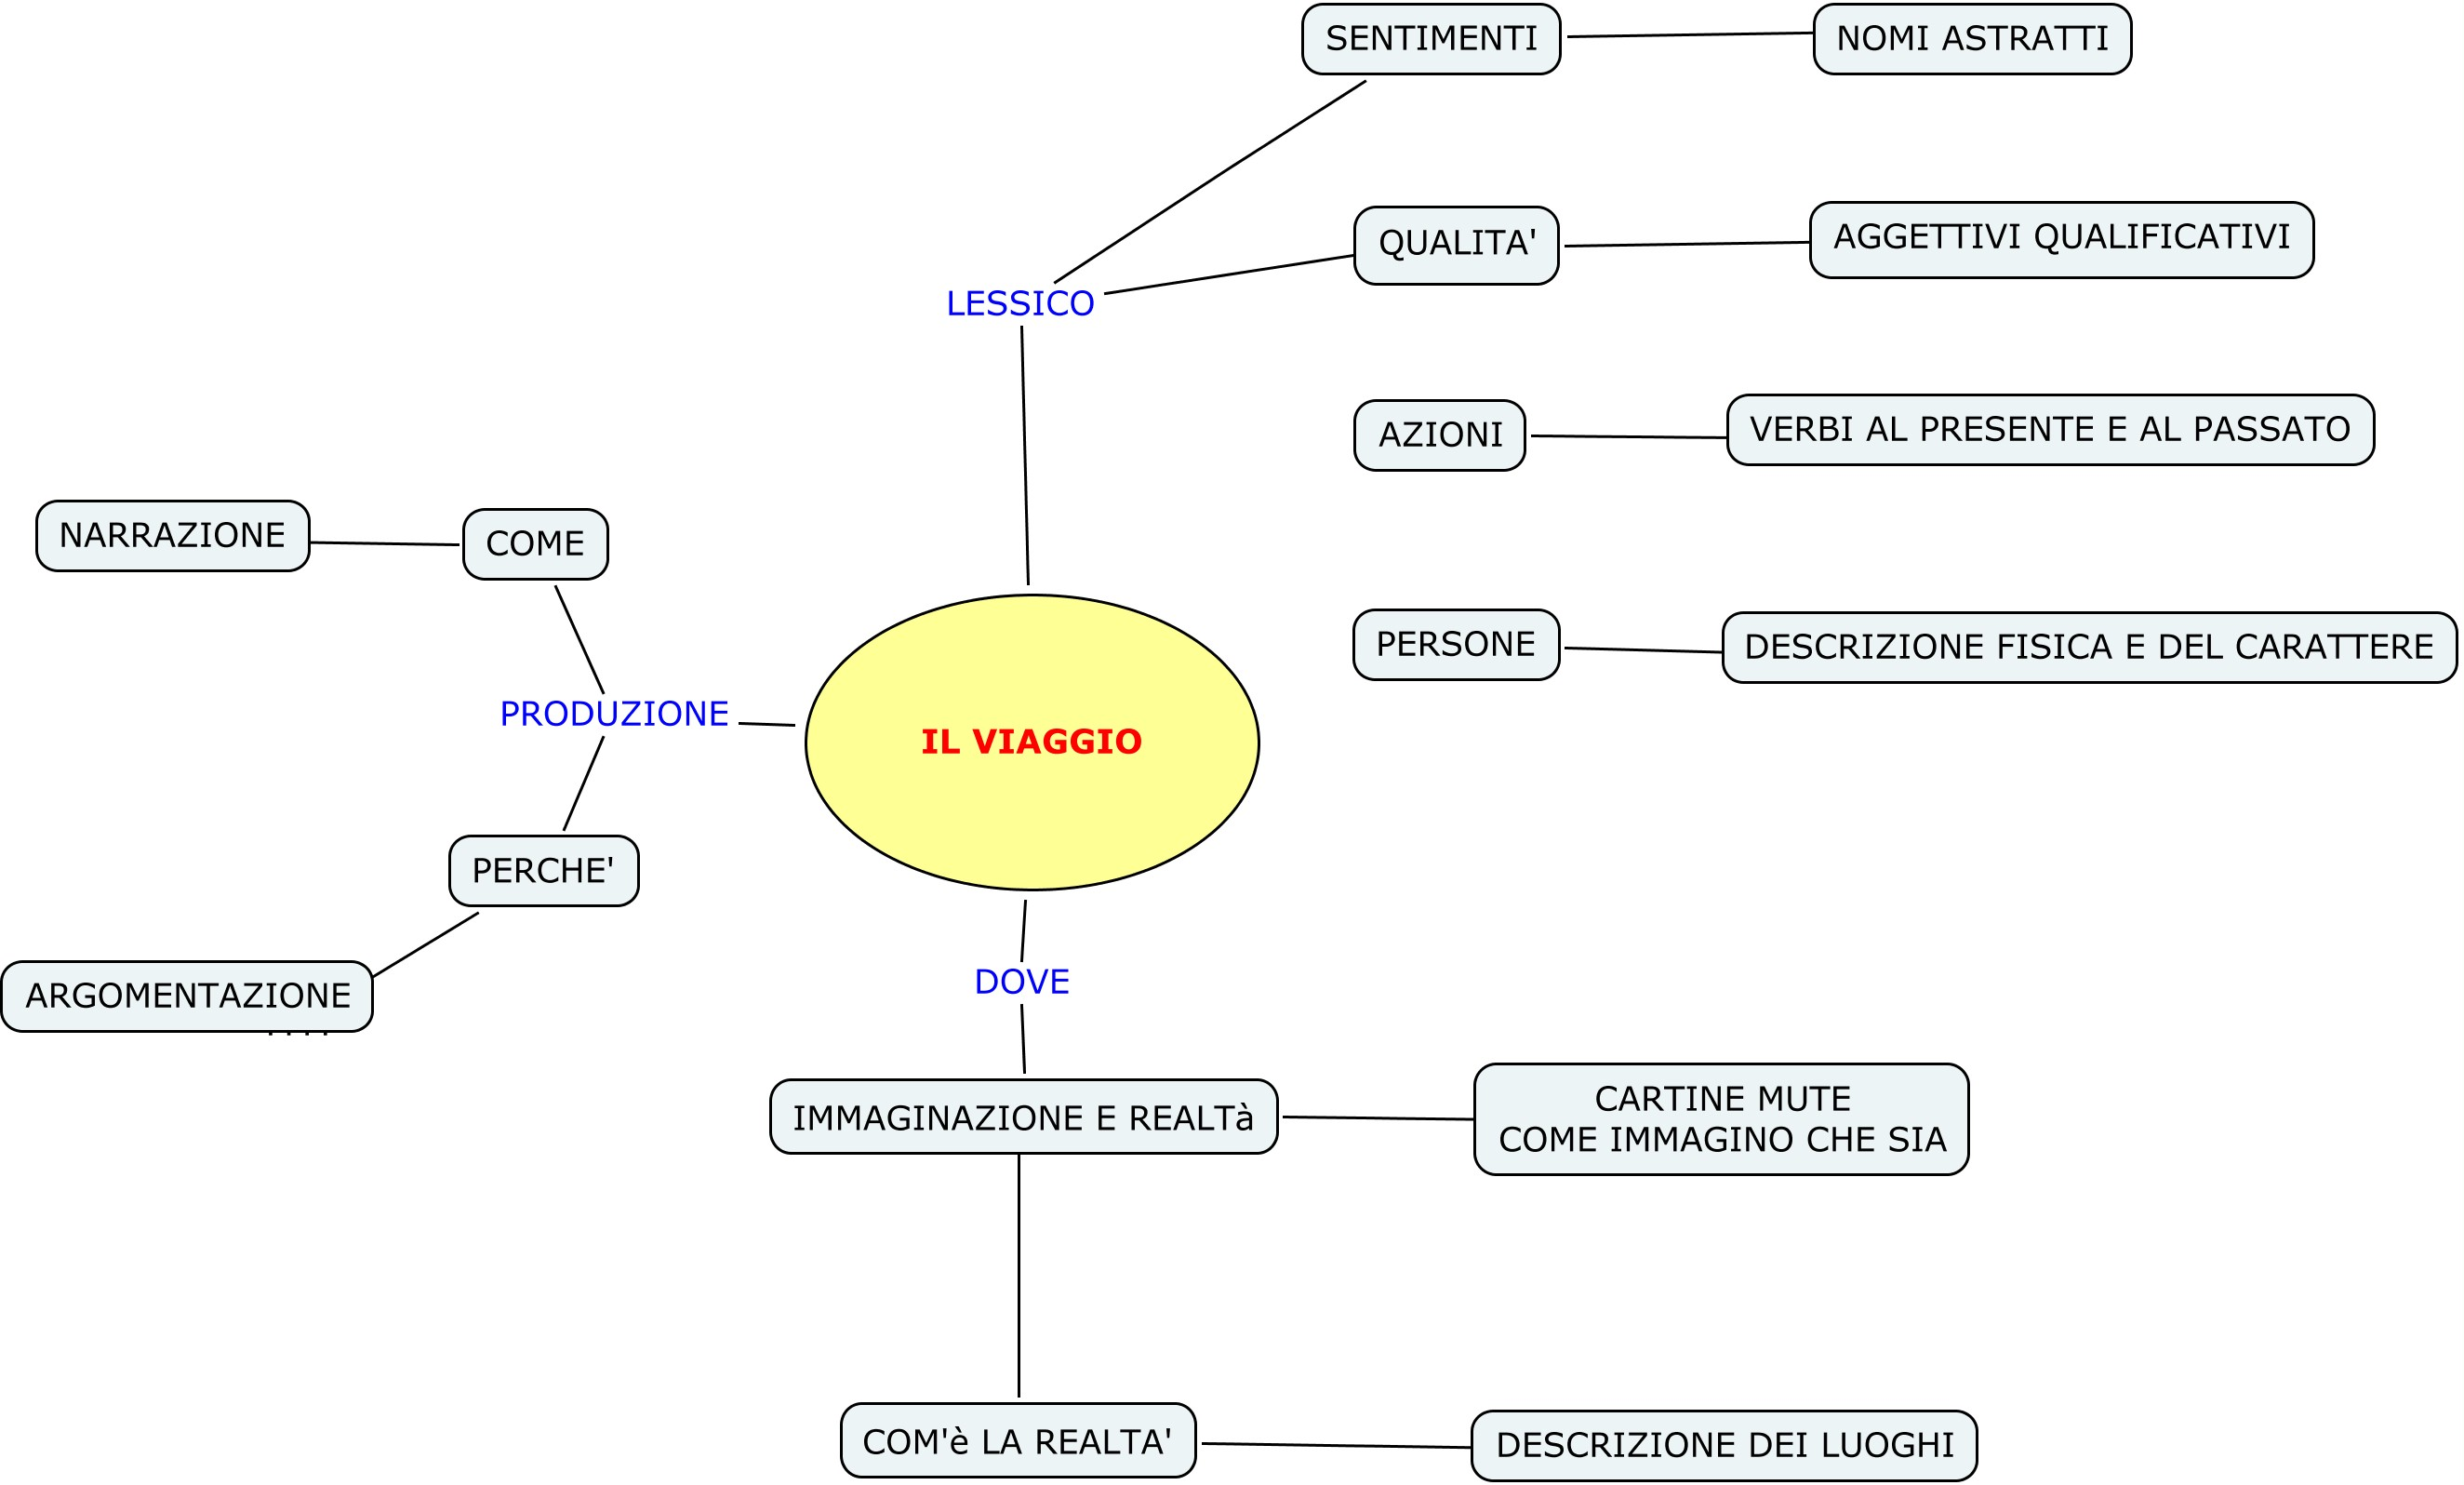 SENTIMENTI
NOMI ASTRATTI
QUALITA'
AGGETTIVI QUALIFICATIVI
LESSICO
AZIONI
VERBI AL PRESENTE E AL PASSATO
NARRAZIONE
COME
PERSONE
DESCRIZIONE FISICA E DEL CARATTERE
PRODUZIONE
IL VIAGGIO
PERCHE'
ARGOMENTAZIONE
DOVE
IMMAGINAZIONE E REALTà
CARTINE MUTE
COME IMMAGINO CHE SIA
COM'è LA REALTA'
DESCRIZIONE DEI LUOGHI